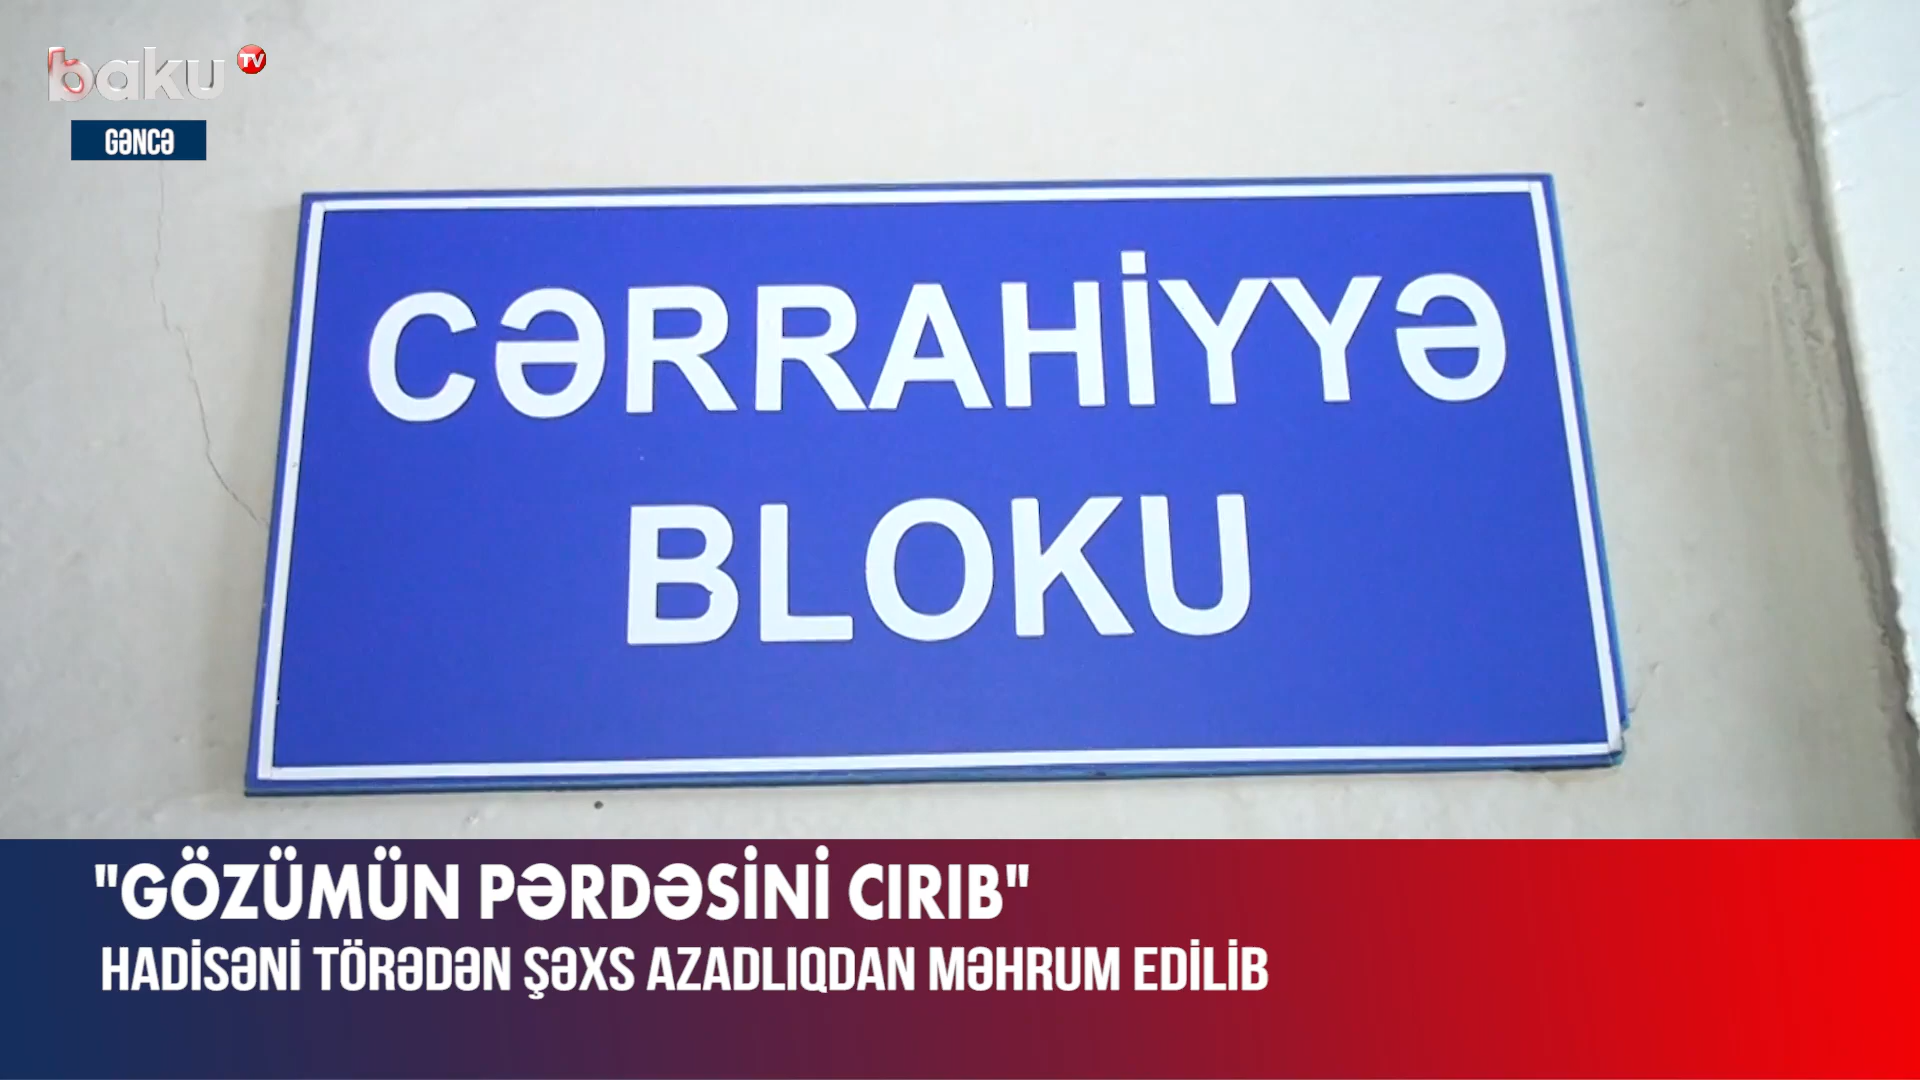 baku TV
GƏNCƏ
CƏRRAHİYYƏ
BLOKU
"GÖZÜMÜN PƏRDƏSİNİ CIRIB"
HADİSƏNİ TÖRƏDƏN ŞƏXS AZADLIQDAN MƏHRUM EDİLİB